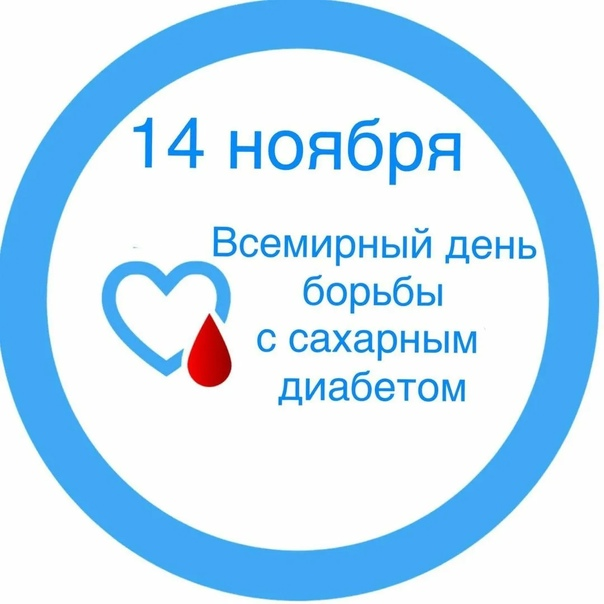 14 ноября
Всемирный день
борьбы
с сахарным
диабетом